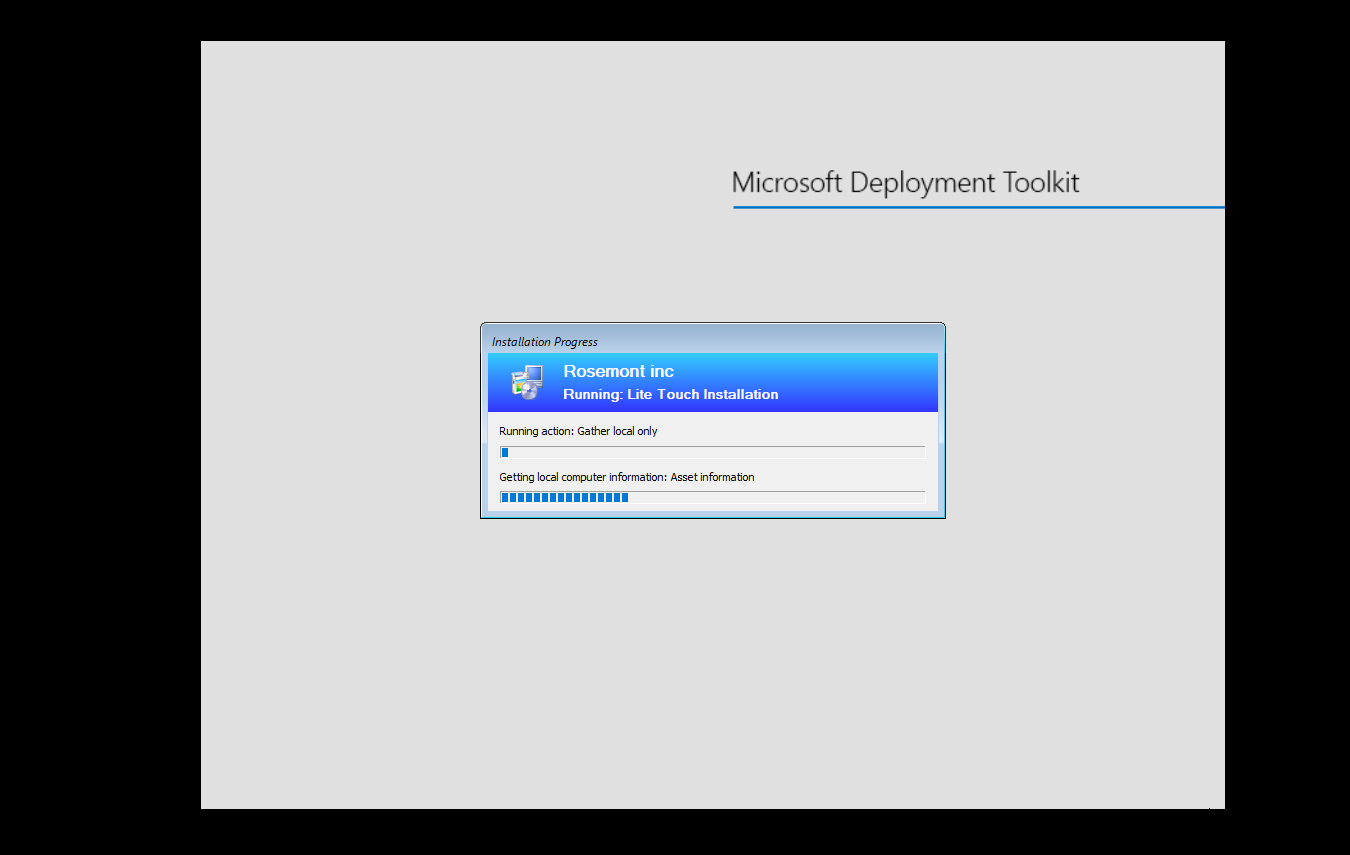 Microsoft Deployment Toolkit
Installation Progress
Rosemont inc
Running: Lite Touch Installation
Running action: Gather local only
Getting local computer information: Asset information